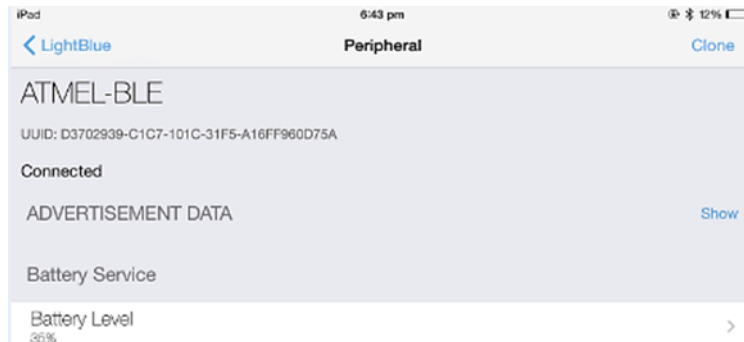 iPad 6:43 pm 12%
LightBlue Peripheral Clone
ATMEL-BLE
UUID: D3702939-C1C7-101C-31F5-A16FF960D75A
Connected
ADVERTISEMENT DATA Show
Battery Service
Battery Level
36%